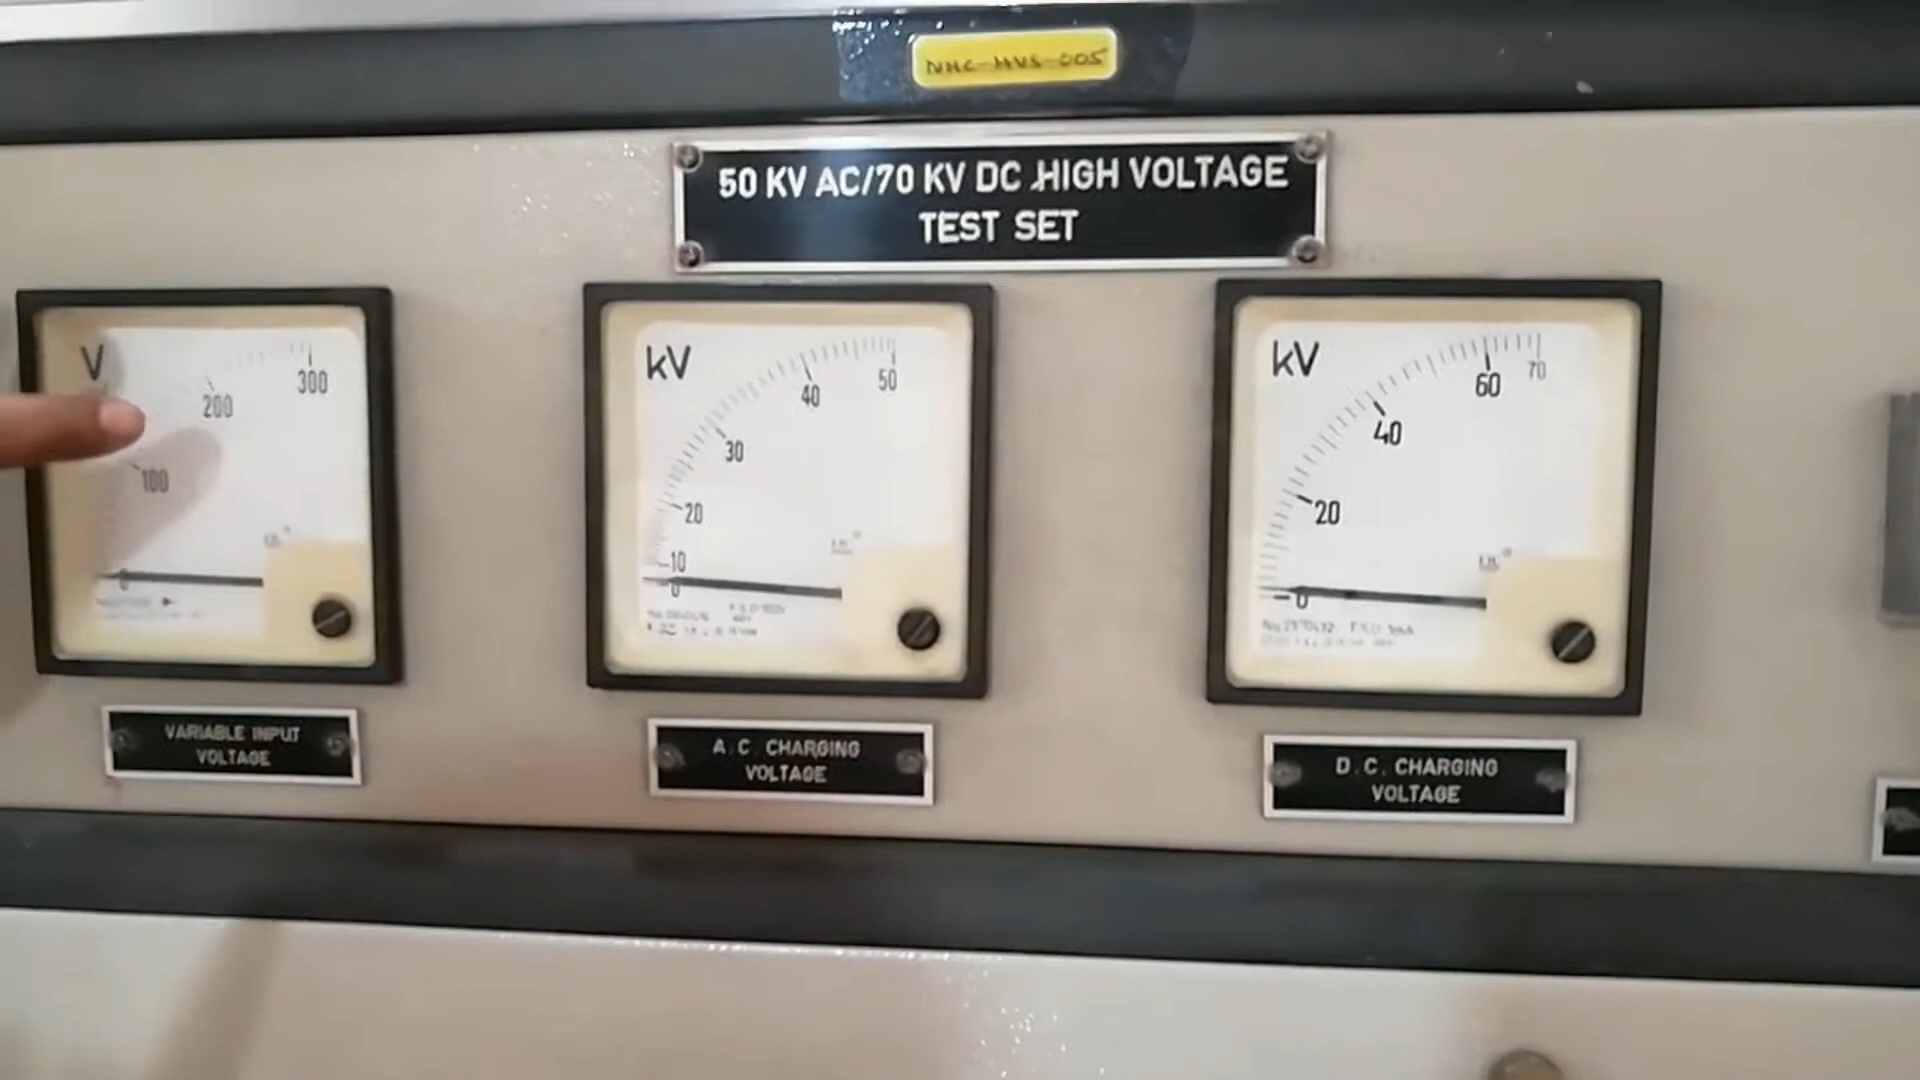 NHC-HVS-005
50 KV AC/70 KV DC HIGH VOLTAGE
TEST SET
V
0
100
200
300
kV
0
10
20
30
40
50
kV
0
20
40
60
70
VARIABLE INPUT
VOLTAGE
A.C. CHARGING
VOLTAGE
D.C. CHARGING
VOLTAGE